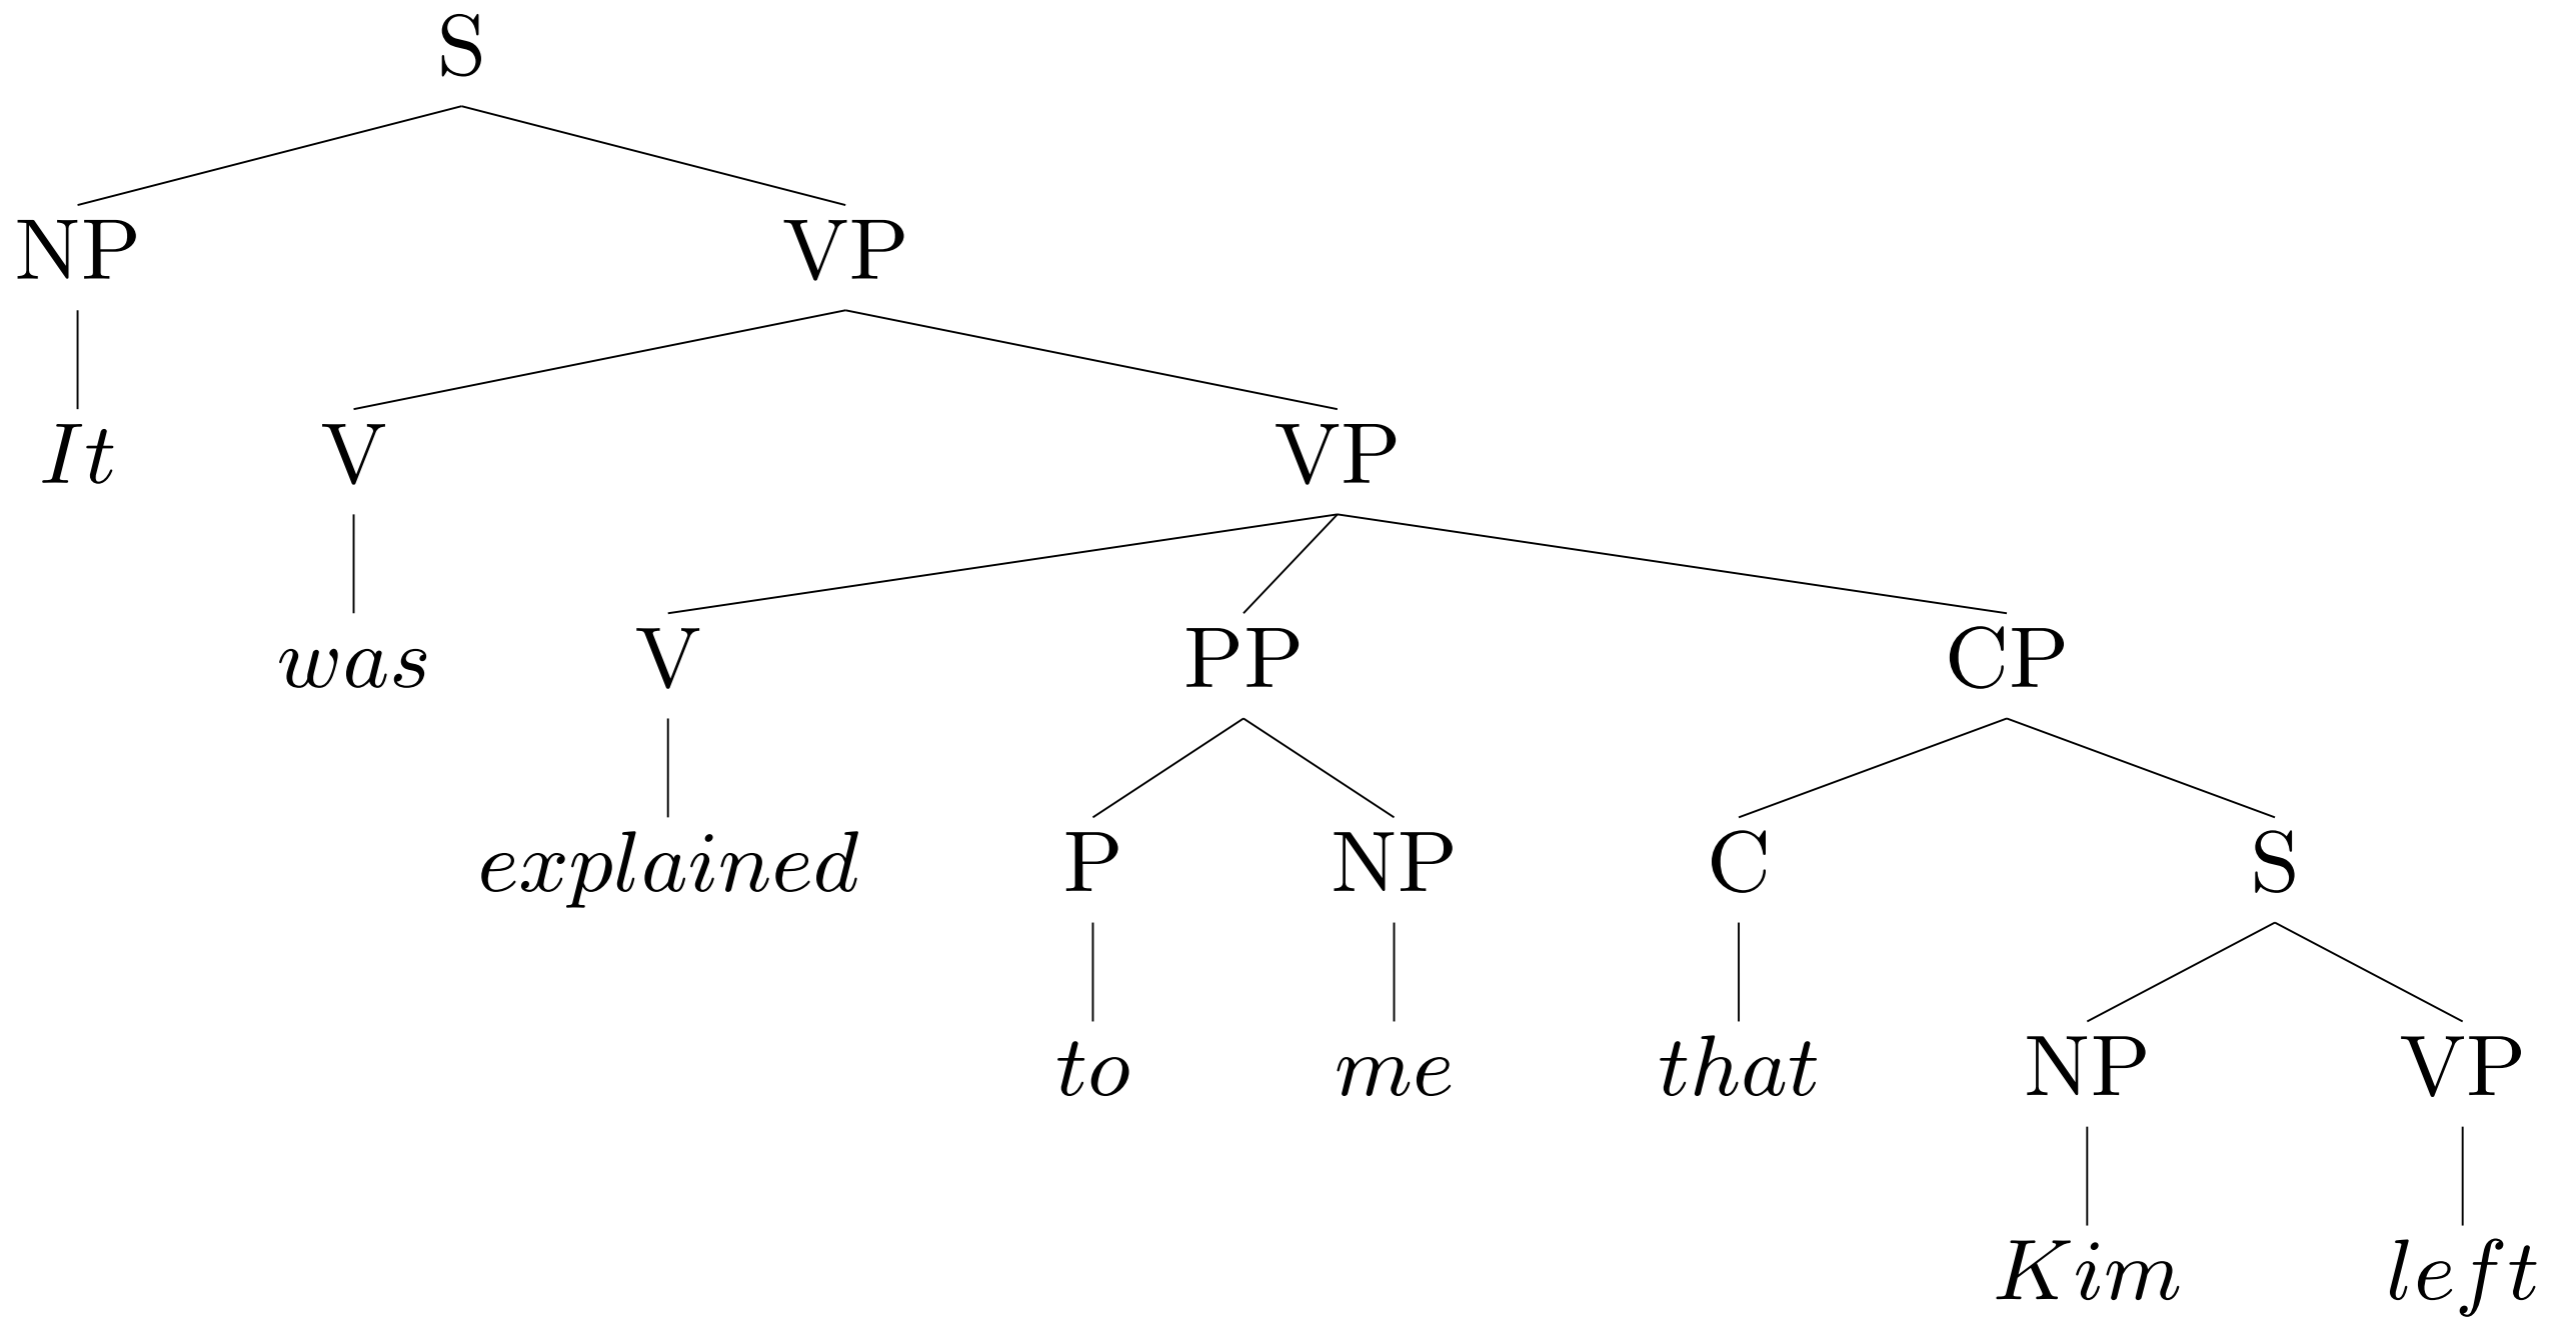 S
NP VP
It V VP
was V PP CP
explained P NP C S
to me that NP VP
Kim left